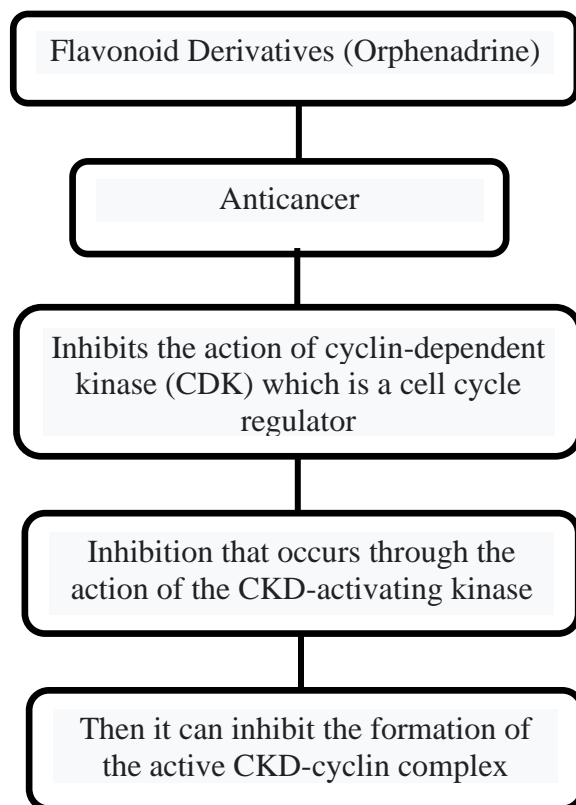 Flavonoid Derivatives (Orphenadrine)
Anticancer
Inhibits the action of cyclin-dependent
kinase (CDK) which is a cell cycle
regulator
Inhibition that occurs through the
action of the CKD-activating kinase
Then it can inhibit the formation of
the active CKD-cyclin complex